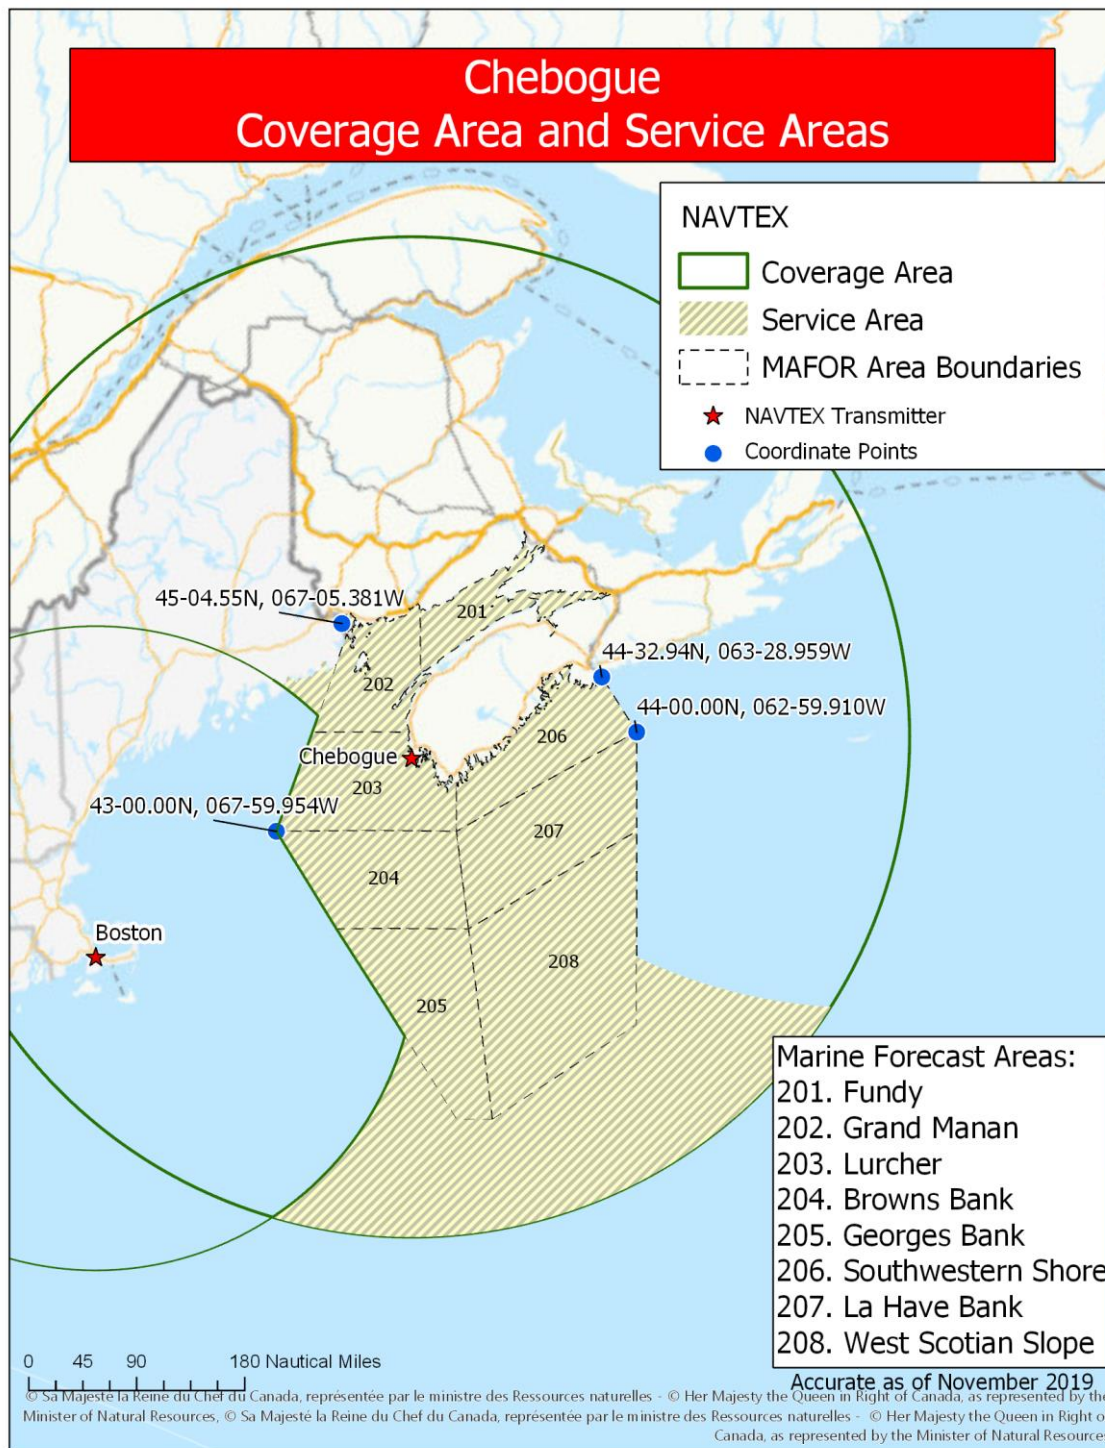 Chebogue
Coverage Area and Service Areas
NAVTEX
Coverage Area
Service Area
MAFOR Area Boundaries
NAVTEX Transmitter
Coordinate Points
45-04.55N, 067-05.381W
201
44-32.94N, 063-28.959W
202
44-00.00N, 062-59.910W
206
Chebogue
203
43-00.00N, 067-59.954W
207
204
Boston
208
205
Marine Forecast Areas:
201. Fundy
202. Grand Manan
203. Lurcher
204. Browns Bank
205. Georges Bank
206. Southwestern Shore
207. La Have Bank
208. West Scotian Slope
0 45 90 180 Nautical Miles
Accurate as of November 2019
© Sa Majesté la Reine du Chef du Canada, représentée par le ministre des Ressources naturelles - © Her Majesty the Queen in Right of Canada, as represented by the
Minister of Natural Resources, © Sa Majesté la Reine du Chef du Canada, représentée par le ministre des Ressources naturelles - © Her Majesty the Queen in Right of
Canada, as represented by the Minister of Natural Resources